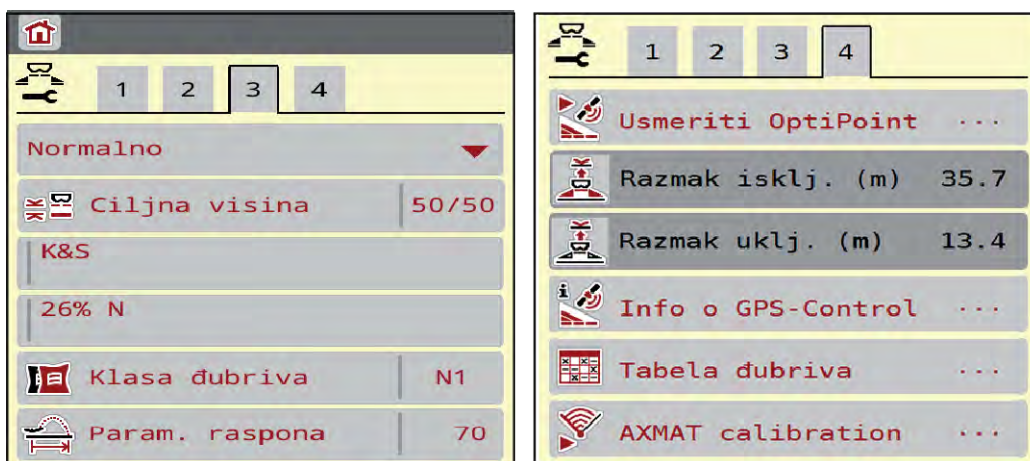 1 2 3 4
Normalno
Ciljna visina 50/50
K&S
26% N
Klasa đubriva N1
Param. raspona 70
1 2 3 4
Usmeriti OptiPoint ...
Razmak isklj. (m) 35.7
Razmak uklj. (m) 13.4
i
Info o GPS-Control ...
Tabela đubriva ...
AXMAT calibration ...